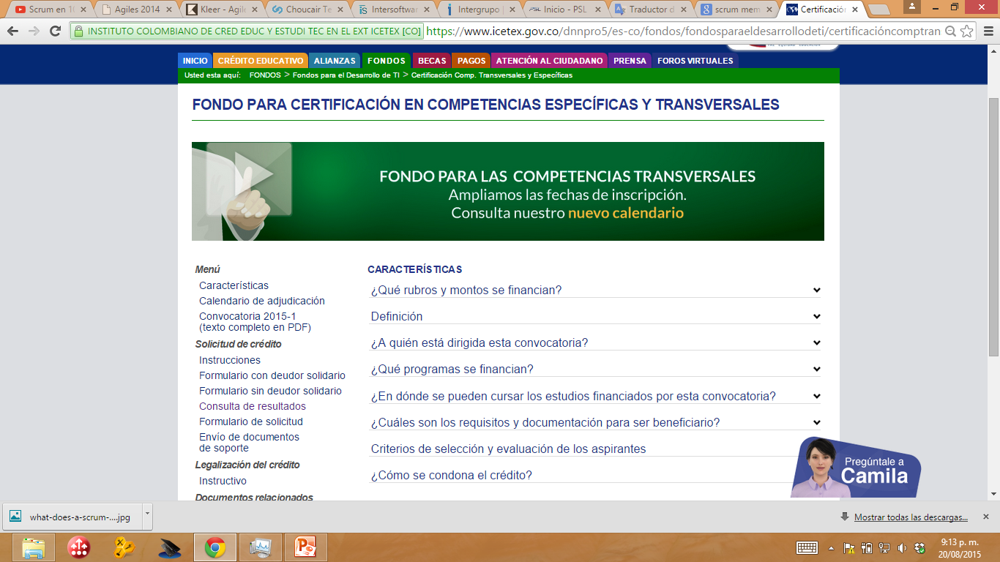 Scrum en 10
Agiles 2014
Kleer - Agile
Choucair Te
Intersoftwar
Intergrupo
PSL Inicio - PSL
Traductor d
scrum mem
Certificación
INSTITUTO COLOMBIANO DE CRED EDUC Y ESTUDI TEC EN EL EXT ICETEX [CO] https://www.icetex.gov.co/dnnpro5/es-co/fondos/fondosparaeldesarrollodeti/certificacióncomptran
INICIO CRÉDITO EDUCATIVO ALIANZAS FONDOS BECAS PAGOS ATENCIÓN AL CIUDADANO PRENSA FOROS VIRTUALES
Usted esta aquí: FONDOS > Fondos para el Desarrollo de TI > Certificación Comp. Transversales y Específicas
FONDO PARA CERTIFICACIÓN EN COMPETENCIAS ESPECÍFICAS Y TRANSVERSALES
FONDO PARA LAS COMPETENCIAS TRANSVERSALES
Ampliamos las fechas de inscripción.
Consulta nuestro nuevo calendario
Menú
Características
Calendario de adjudicación
Convocatoria 2015-1
(texto completo en PDF)
Solicitud de crédito
Instrucciones
Formulario con deudor solidario
Formulario sin deudor solidario
Consulta de resultados
Formulario de solicitud
Envío de documentos
de soporte
Legalización del crédito
Instructivo
Documentos relacionados
CARACTERÍSTICAS
¿Qué rubros y montos se financian?
Definición
¿A quién está dirigida esta convocatoria?
¿Qué programas se financian?
¿En dónde se pueden cursar los estudios financiados por esta convocatoria?
¿Cuáles son los requisitos y documentación para ser beneficiario?
Criterios de selección y evaluación de los aspirantes
¿Cómo se condona el crédito?
Pregúntale a
Camila
what-does-a-scrum-....jpg
Mostrar todas las descargas...
9:13 p. m.
20/08/2015